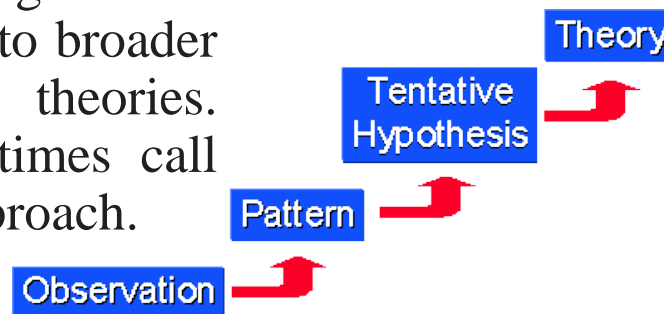 to broader
theories.
times call
proach.
Theory
Tentative
Hypothesis
Pattern
Observation